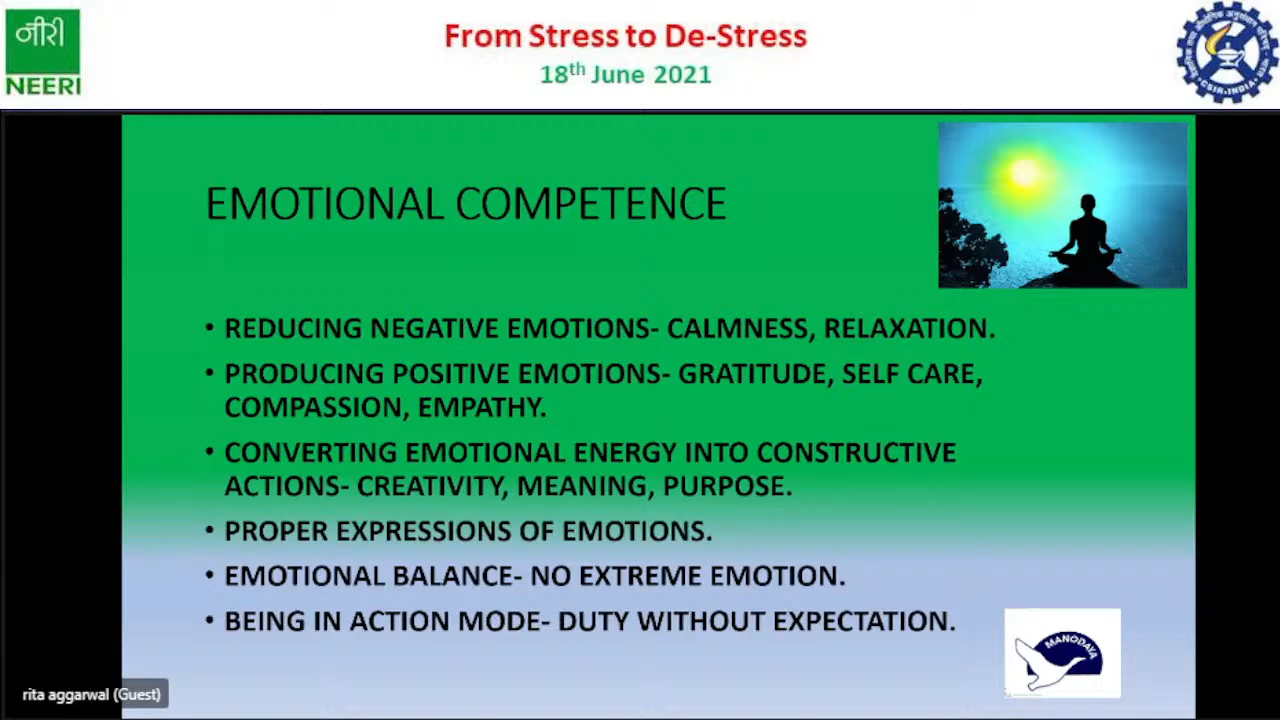 नीरी
NEERI
From Stress to De-Stress
18th June 2021
CSIR-INDIA
EMOTIONAL COMPETENCE
• REDUCING NEGATIVE EMOTIONS- CALMNESS, RELAXATION.
• PRODUCING POSITIVE EMOTIONS- GRATITUDE, SELF CARE,
COMPASSION, EMPATHY.
• CONVERTING EMOTIONAL ENERGY INTO CONSTRUCTIVE
ACTIONS- CREATIVITY, MEANING, PURPOSE.
• PROPER EXPRESSIONS OF EMOTIONS.
• EMOTIONAL BALANCE- NO EXTREME EMOTION.
• BEING IN ACTION MODE- DUTY WITHOUT EXPECTATION.
MANODAYA
rita aggarwal (Guest)